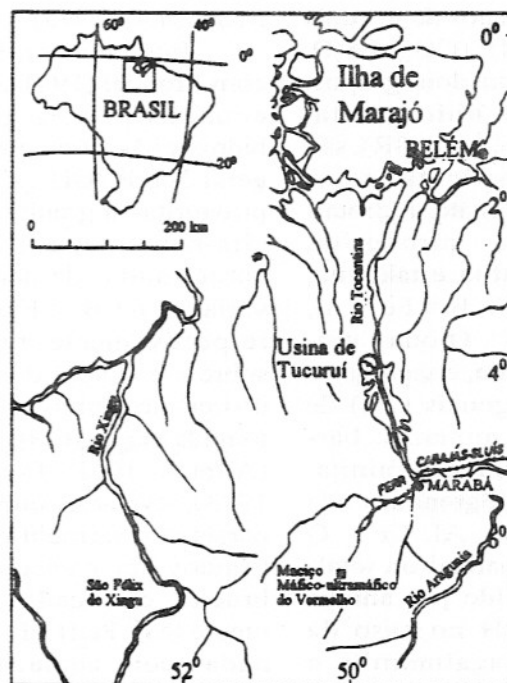 60° 40°
0°
BRASIL
20°
0 200 km
0°
Ilha de
Marajó
BELÉM
2°
Rio Tocantins
Usina de
Tucuruí
4°
Rio Xingu
FERR. CARAJÁS-SLUÍS
MARABÁ
São Félix
do Xingu
Maciço
Máfico-ultramáfico
do Vermelho
Rio Araguaia
52°
50°